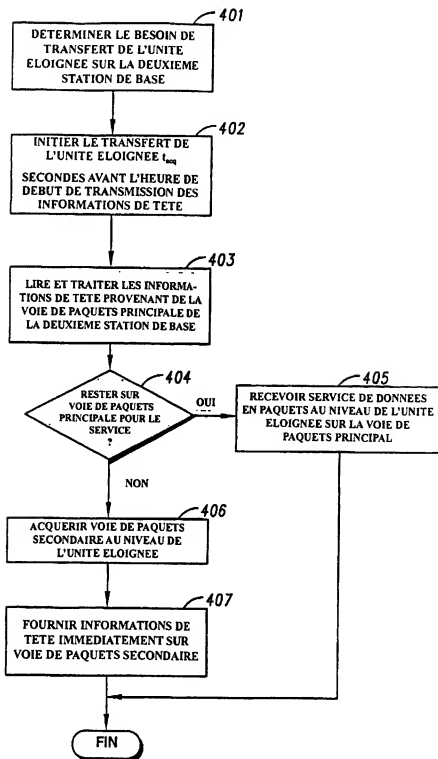 401
DETERMINER LE BESOIN DE
TRANSFERT DE L'UNITE
ELOIGNEE SUR LA DEUXIEME
STATION DE BASE
402
INITIER LE TRANSFERT DE
L'UNITE ELOIGNEE tacq
SECONDES AVANT L'HEURE DE
DEBUT DE TRANSMISSION DES
INFORMATIONS DE TETE
403
LIRE ET TRAITER LES INFORMA-
TIONS DE TETE PROVENANT DE LA
VOIE DE PAQUETS PRINCIPALE DE
LA DEUXIEME STATION DE BASE
404
RESTER SUR
VOIE DE PAQUETS
PRINCIPALE POUR LE
SERVICE
?
OUI
NON
405
RECEVOIR SERVICE DE DONNEES
EN PAQUETS AU NIVEAU DE L'UNITE
ELOIGNEE SUR LA VOIE DE
PAQUETS PRINCIPAL
406
ACQUERIR VOIE DE PAQUETS
SECONDAIRE AU NIVEAU DE
L'UNITE ELOIGNEE
407
FOURNIR INFORMATIONS DE
TETE IMMEDIATEMENT SUR
VOIE DE PAQUETS SECONDAIRE
FIN